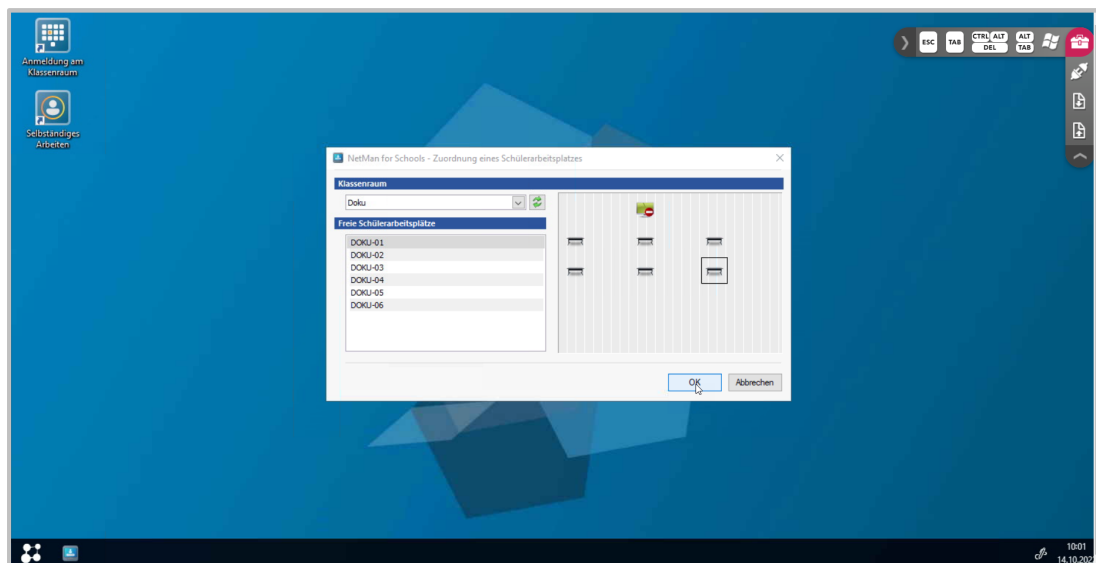 Anmeldung am
Klassenraum
Selbständiges
Arbeiten
ESC
TAB
CTRL ALT
DEL
ALT
TAB
NetMan for Schools - Zuordnung eines Schülerarbeitsplatzes
Klassenraum
Doku
Freie Schülerarbeitsplätze
DOKU-01
DOKU-02
DOKU-03
DOKU-04
DOKU-05
DOKU-06
OK
Abbrechen
10:01